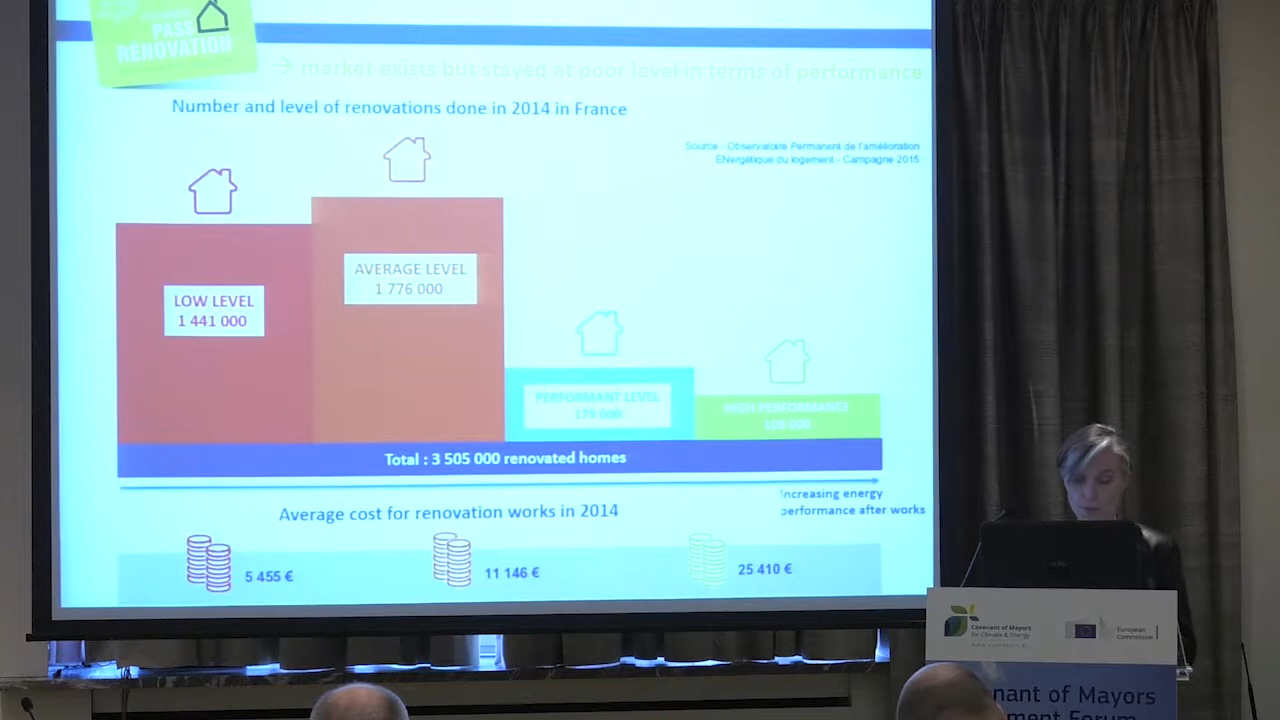 PASS
RÉNOVATION
→ market exists but stayed at poor level in terms of performance
Number and level of renovations done in 2014 in France
Source : Observatoire Permanent de l'amélioration
ENergétique du logement - Campagne 2015
LOW LEVEL
1 441 000
AVERAGE LEVEL
1 776 000
PERFORMANT LEVEL
179 000
HIGH PERFORMANCE
109 000
Total : 3 505 000 renovated homes
Increasing energy
performance after works
Average cost for renovation works in 2014
5 455 €
11 146 €
25 410 €
Covenant of Mayors
for Climate & Energy
European
Commission
nant of Mayors
ment Forum